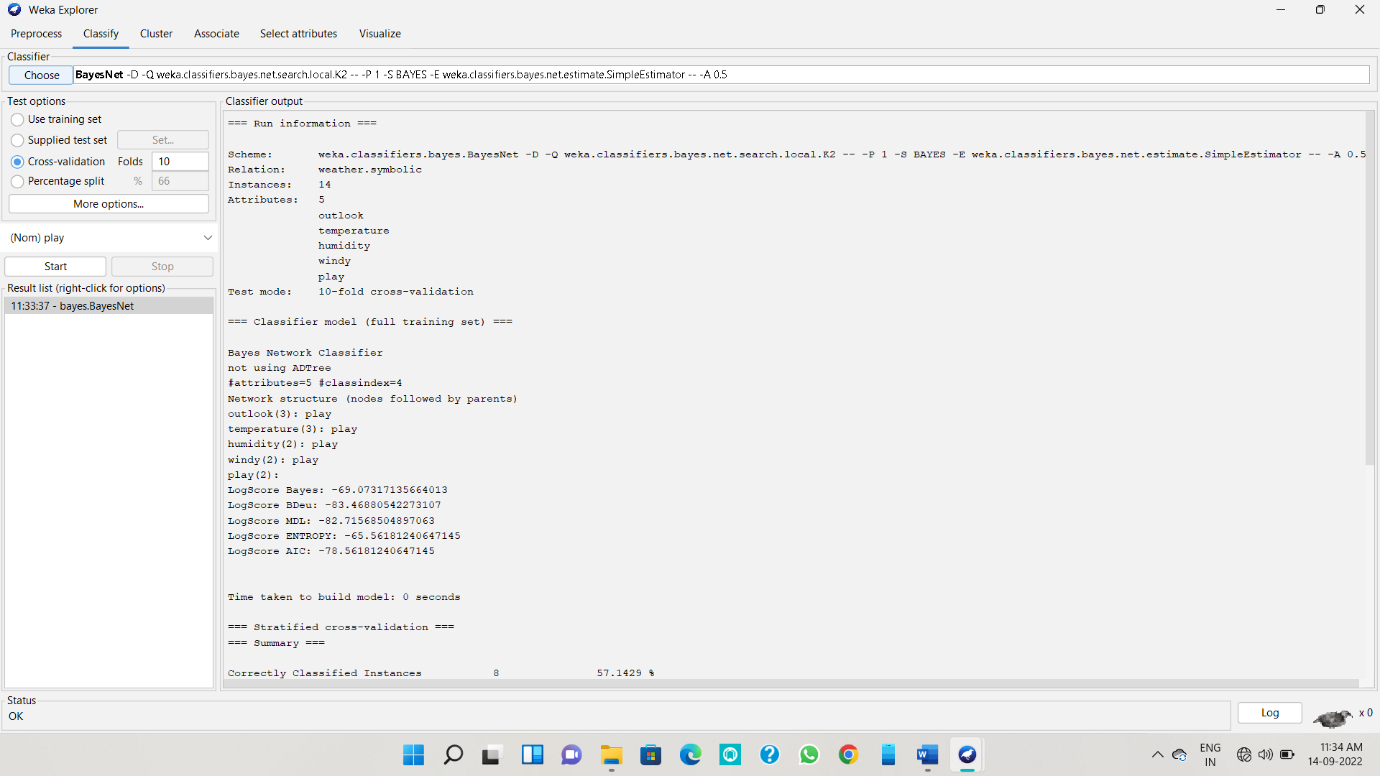 Weka Explorer
Preprocess Classify Cluster Associate Select attributes Visualize
Classifier
Choose BayesNet -D -Q weka.classifiers.bayes.net.search.local.K2 -- -P 1 -S BAYES -E weka.classifiers.bayes.net.estimate.SimpleEstimator -- -A 0.5
Test options
Use training set
Supplied test set Set...
Cross-validation Folds 10
Percentage split % 66
More options...
(Nom) play
Start Stop
Result list (right-click for options)
11:33:37 - bayes.BayesNet
Classifier output
=== Run information ===
Scheme: weka.classifiers.bayes.BayesNet -D -Q weka.classifiers.bayes.net.search.local.K2 -- -P 1 -S BAYES -E weka.classifiers.bayes.net.estimate.SimpleEstimator -- -A 0.5
Relation: weather.symbolic
Instances: 14
Attributes: 5
outlook
temperature
humidity
windy
play
Test mode: 10-fold cross-validation
=== Classifier model (full training set) ===
Bayes Network Classifier
not using ADTree
#attributes=5 #classindex=4
Network structure (nodes followed by parents)
outlook(3): play
temperature(3): play
humidity(2): play
windy(2): play
play(2):
LogScore Bayes: -69.07317135664013
LogScore BDeu: -83.46880542273107
LogScore MDL: -82.71568504897063
LogScore ENTROPY: -65.56181240647145
LogScore AIC: -78.56181240647145
Time taken to build model: 0 seconds
=== Stratified cross-validation ===
=== Summary ===
Correctly Classified Instances 8 57.1429 %
Status
OK
Log x 0
ENG
IN
11:34 AM
14-09-2022